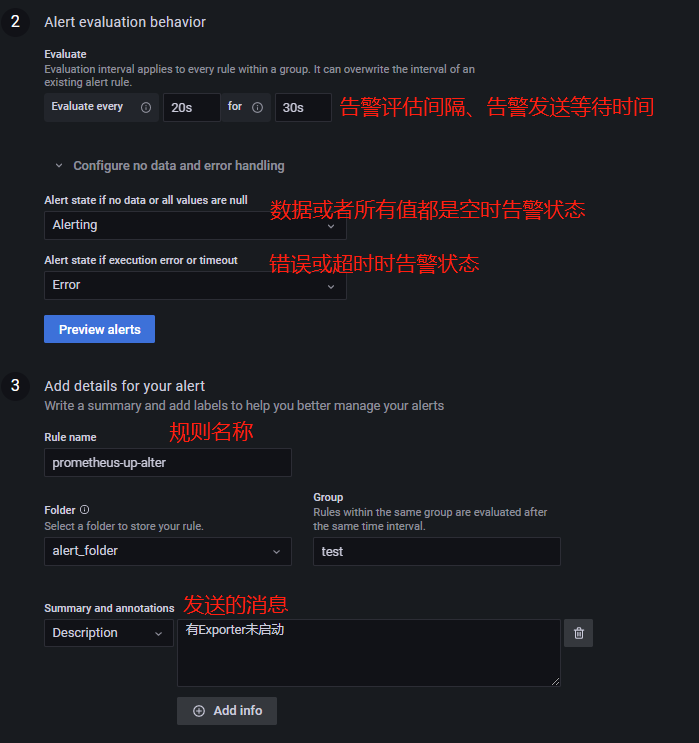 2 Alert evaluation behavior
Evaluate
Evaluation interval applies to every rule within a group. It can overwrite the interval of an
existing alert rule.
Evaluate every 20s for 30s 告警评估间隔、告警发送等待时间
Configure no data and error handling
Alert state if no data or all values are null
数据或者所有值都是空时告警状态
Alerting
Alert state if execution error or timeout
错误或超时时告警状态
Error
Preview alerts
3 Add details for your alert
Write a summary and add labels to help you better manage your alerts
Rule name 规则名称
prometheus-up-alter
Folder
Select a folder to store your rule.
alert_folder
Group
Rules within the same group are evaluated after
the same time interval.
test
Summary and annotations 发送的消息
Description
有Exporter未启动
Add info